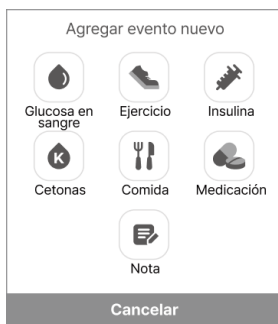 Agregar evento nuevo
Glucosa en
sangre
Ejercicio
Insulina
K
Cetonas
Comida
Medicación
Nota
Cancelar